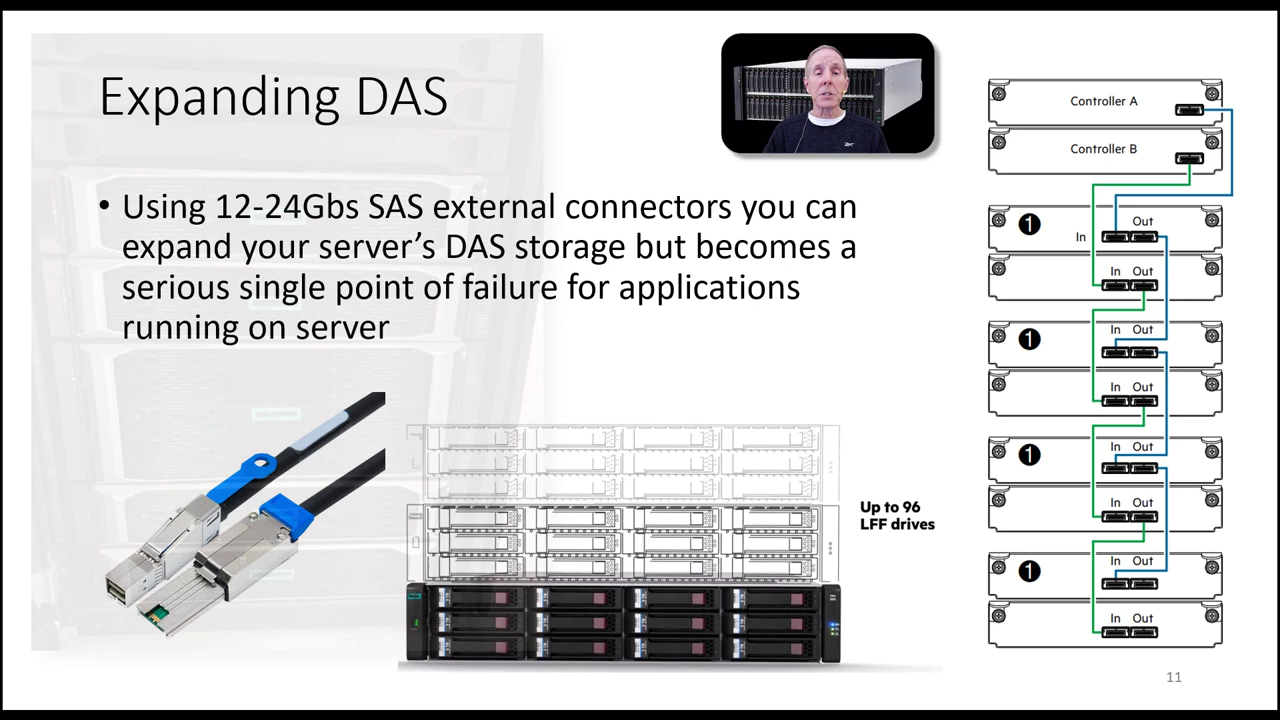 Expanding DAS
• Using 12-24Gbs SAS external connectors you can
expand your server’s DAS storage but becomes a
serious single point of failure for applications
running on server
Up to 96
LFF drives
Controller A
Controller B
1
Out
In
In Out
1
In Out
In Out
1
In Out
In Out
1
In Out
In Out
11